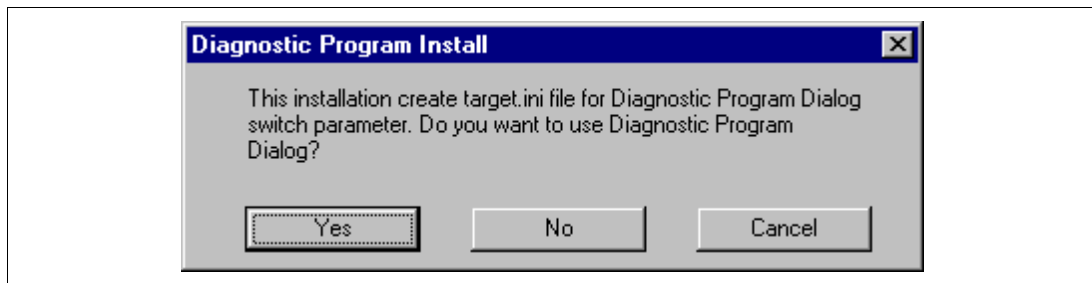 Diagnostic Program Install
This installation create target.ini file for Diagnostic Program Dialog
switch parameter. Do you want to use Diagnostic Program
Dialog?
Yes
No
Cancel